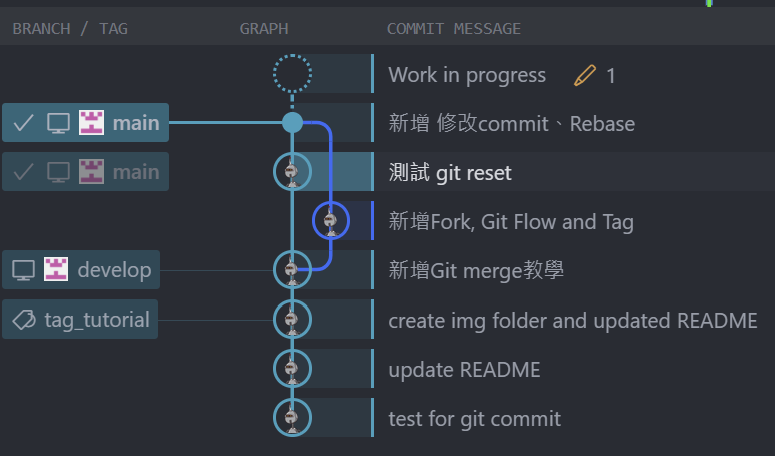 BRANCH / TAG GRAPH COMMIT MESSAGE
Work in progress 1
main 新增 修改commit、Rebase
main 測試 git reset
新增Fork, Git Flow and Tag
develop 新增Git merge教學
tag_tutorial create img folder and updated README
update README
test for git commit